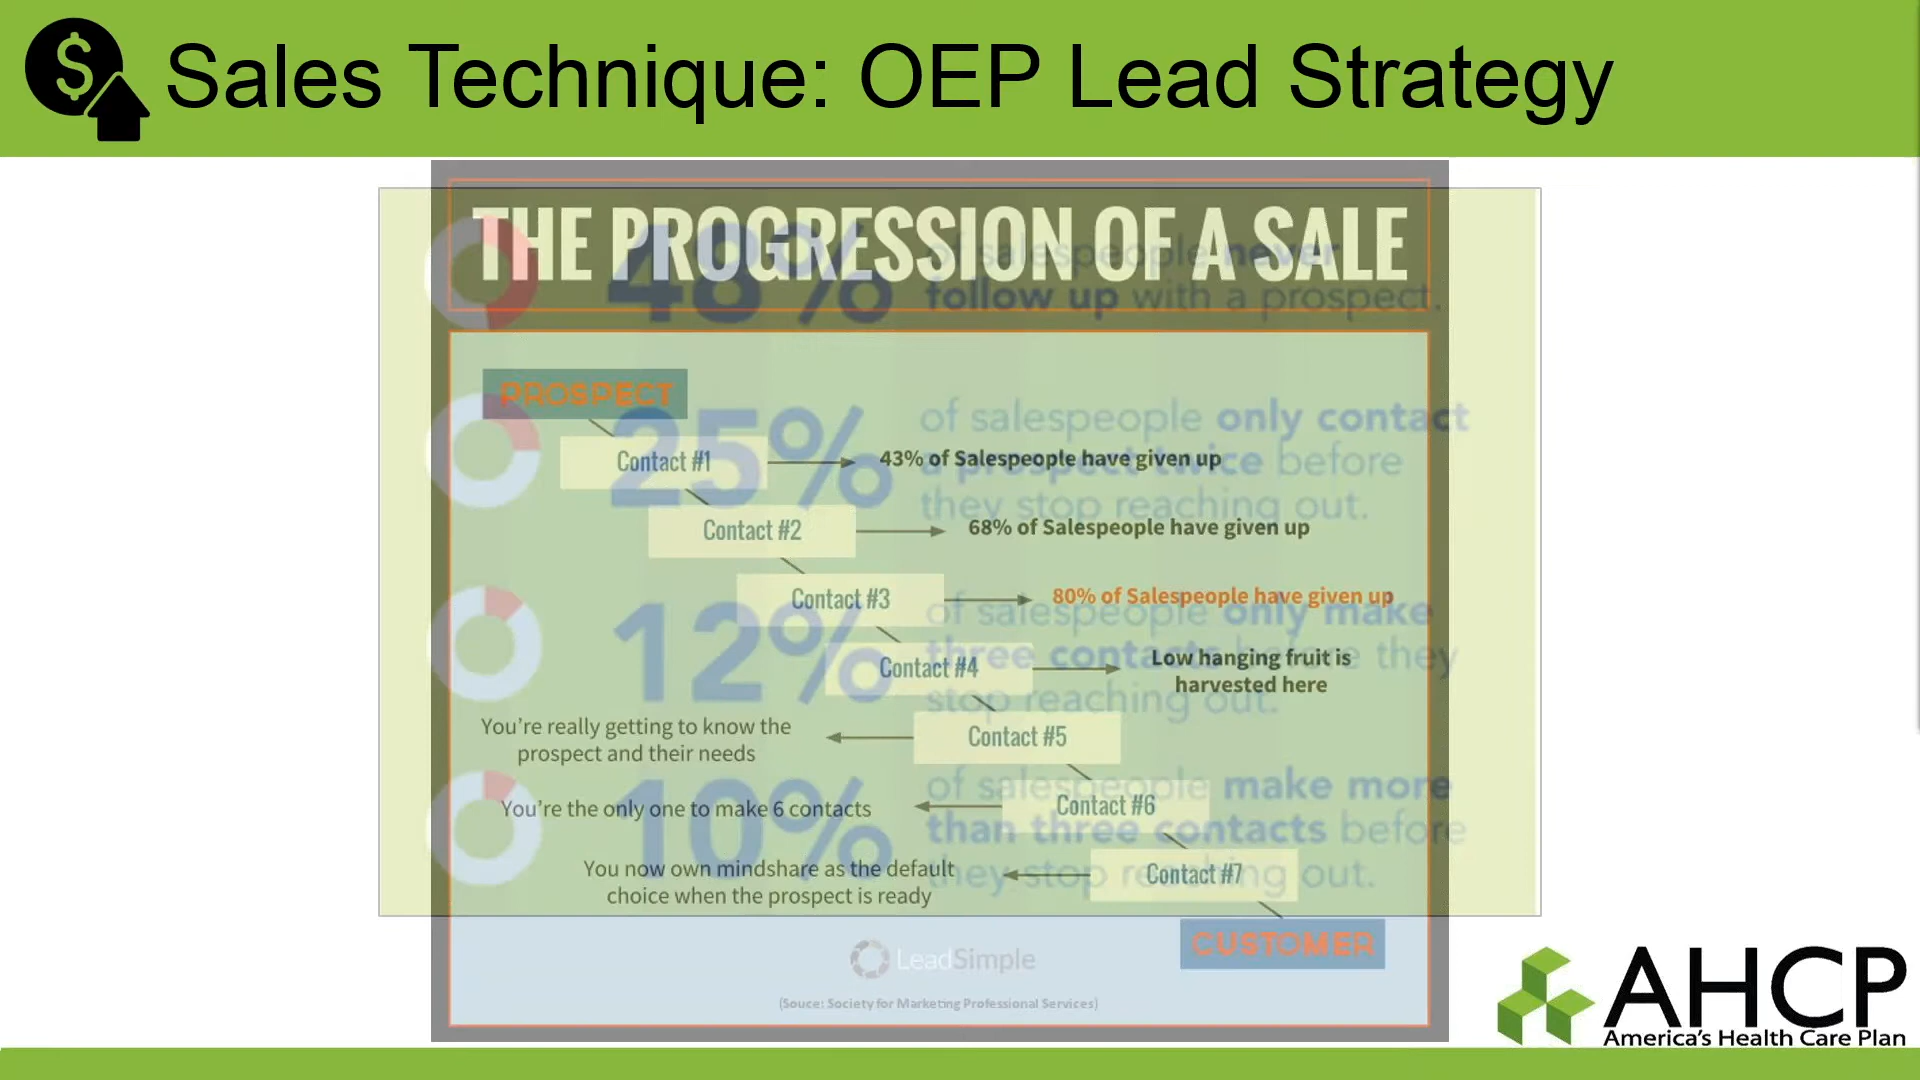 $ Sales Technique: OEP Lead Strategy
THE PROGRESSION OF A SALE
48% of salespeople never
follow up with a prospect.
PROSPECT
25% of salespeople only contact
a prospect twice before
they stop reaching out.
Contact #1 43% of Salespeople have given up
Contact #2 68% of Salespeople have given up
Contact #3 80% of Salespeople have given up
12% of salespeople only make
three contacts before they
stop reaching out.
Contact #4 Low hanging fruit is
harvested here
You're really getting to know the
prospect and their needs
Contact #5
10% of salespeople make more
than three contacts before
they stop reaching out.
You're the only one to make 6 contacts
Contact #6
You now own mindshare as the default
choice when the prospect is ready
Contact #7
CUSTOMER
LeadSimple
(Souce: Society for Marketing Professional Services)
AHCP
America's Health Care Plan